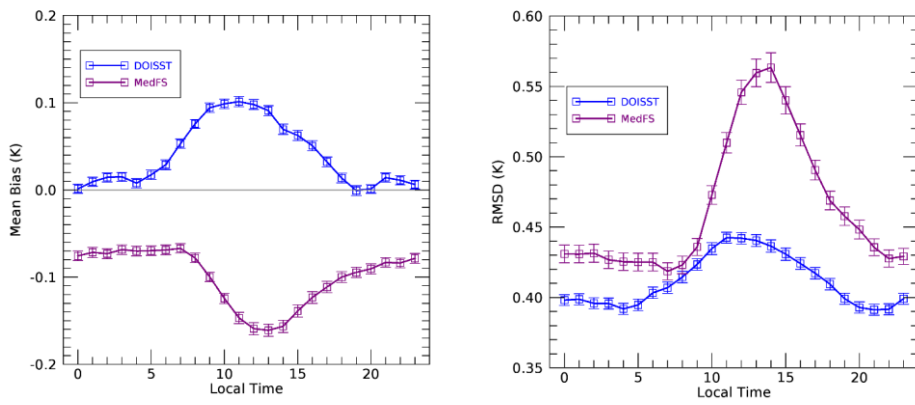 0.2
0.1
0.0
-0.1
-0.2
Mean Bias (K)
DOISST
MedFS
0 5 10 15 20
Local Time
0.60
0.55
0.50
0.45
0.40
0.35
RMSD (K)
DOISST
MedFS
0 5 10 15 20
Local Time